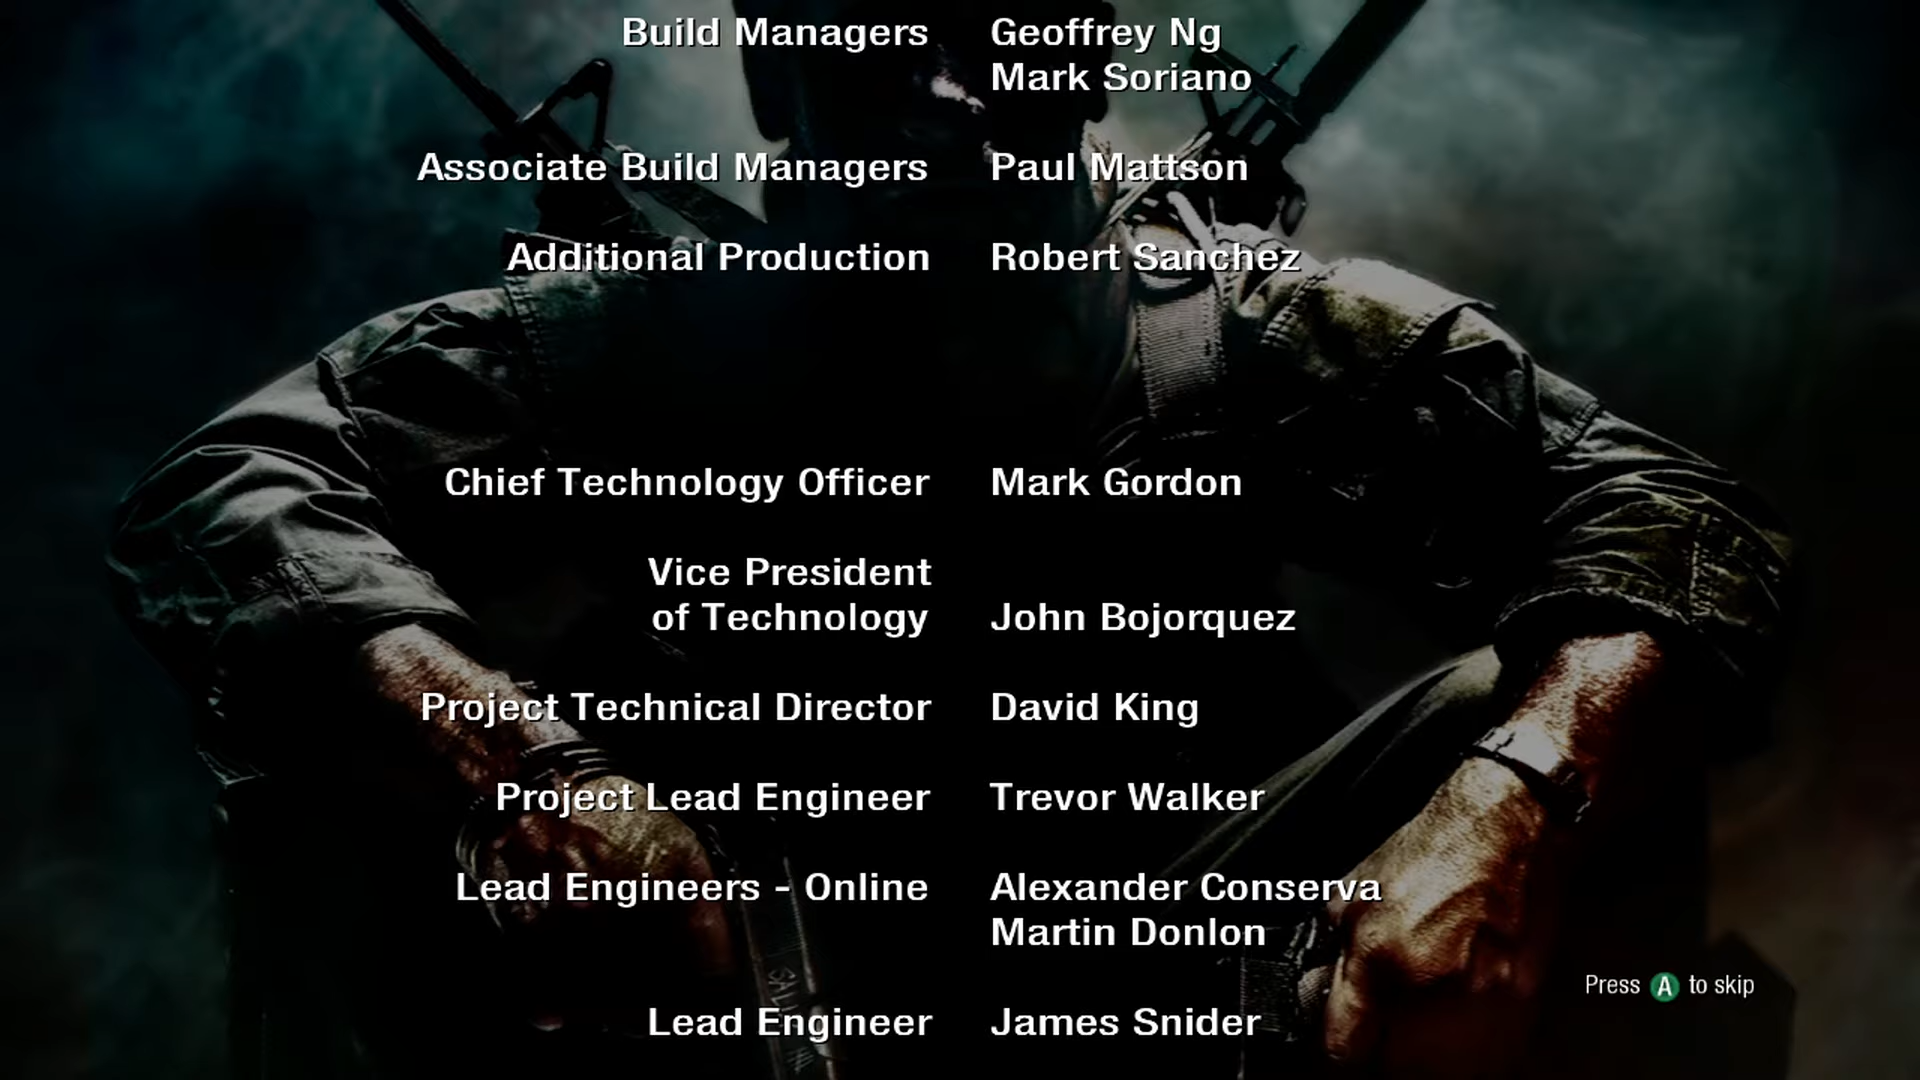 Build Managers Geoffrey Ng
Mark Soriano
Associate Build Managers Paul Mattson
Additional Production Robert Sanchez
Chief Technology Officer Mark Gordon
Vice President
of Technology John Bojorquez
Project Technical Director David King
Project Lead Engineer Trevor Walker
Lead Engineers - Online Alexander Conserva
Martin Donlon
Press A to skip
Lead Engineer James Snider